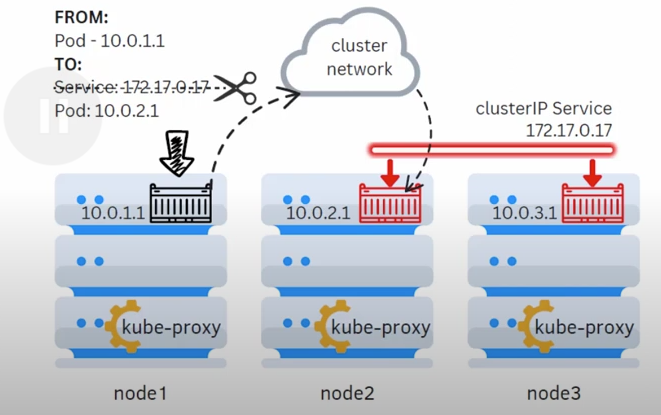 FROM:
Pod - 10.0.1.1
TO:
Service: 172.17.0.17
Pod: 10.0.2.1
cluster
network
clusterIP Service
172.17.0.17
10.0.1.1
10.0.2.1
10.0.3.1
kube-proxy
kube-proxy
kube-proxy
node1
node2
node3